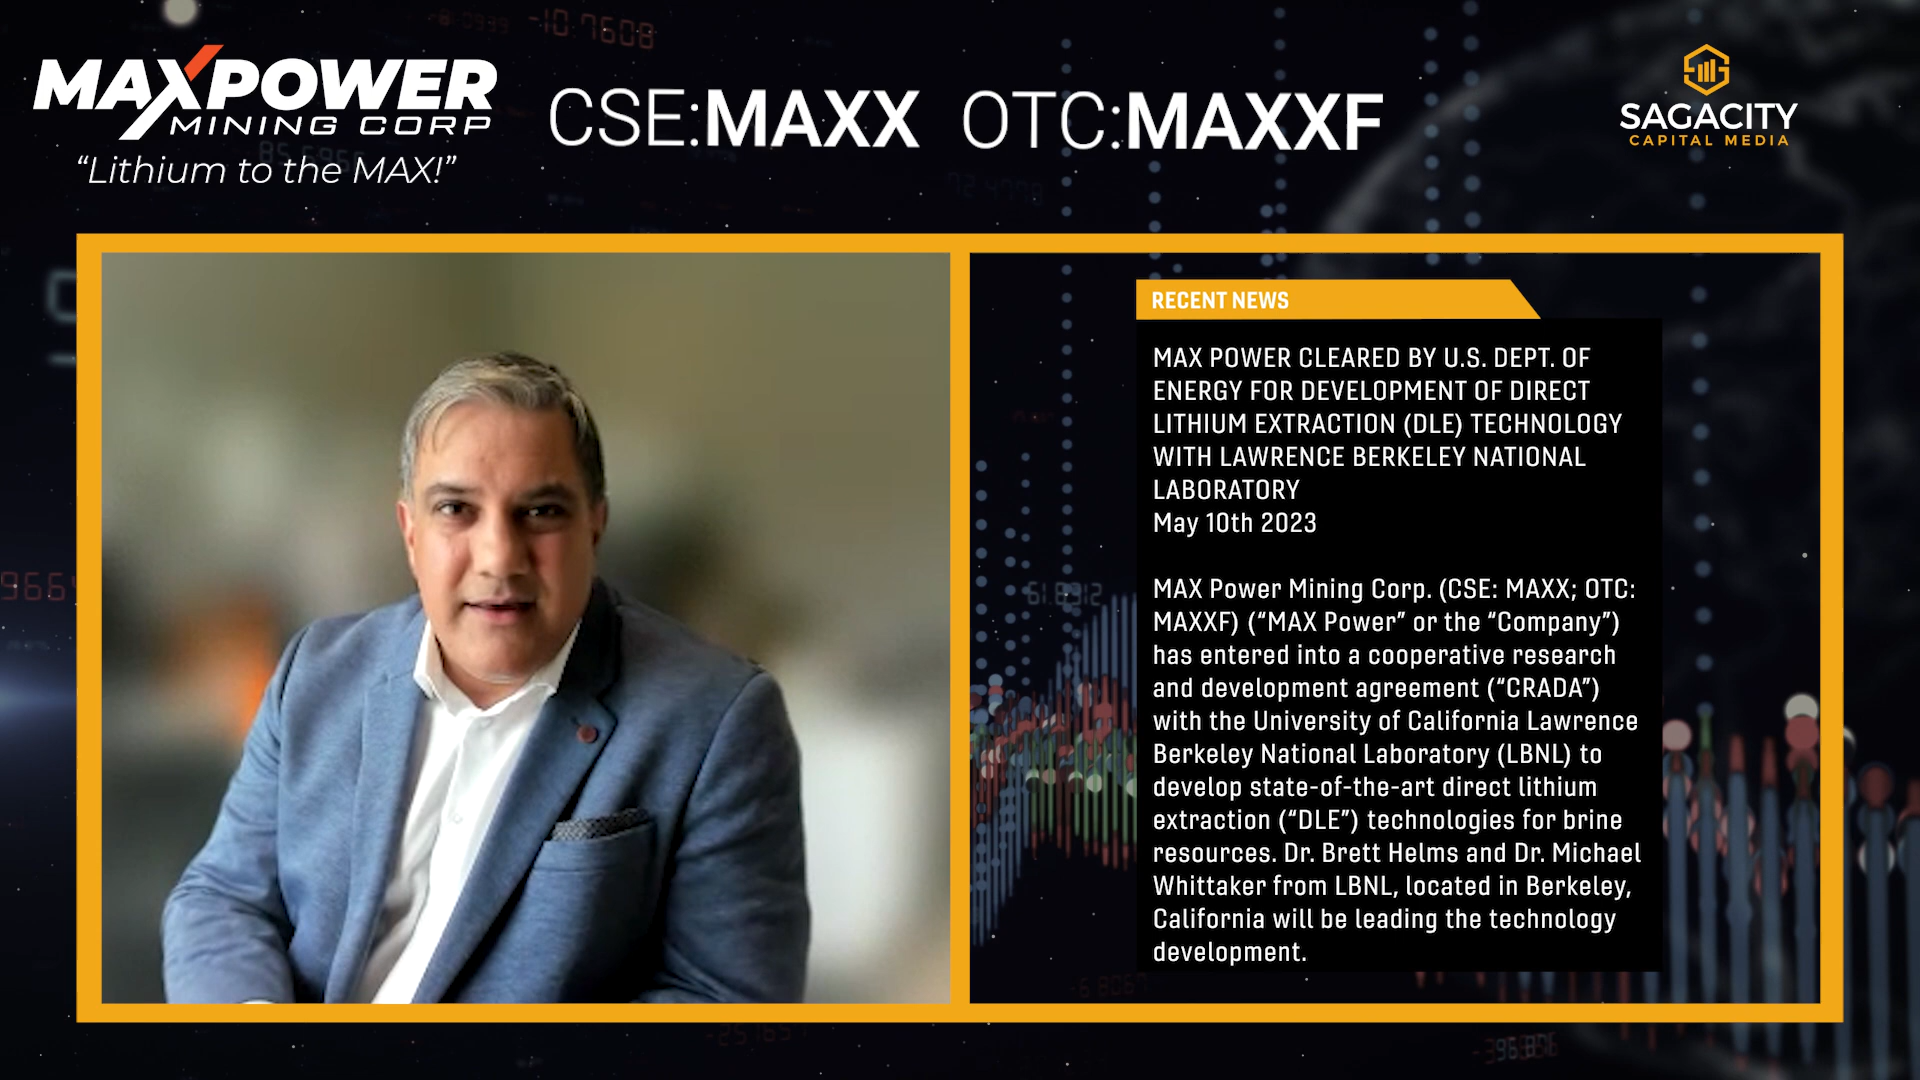 MAXPOWER
MINING CORP
“Lithium to the MAX!”
CSE:MAXX OTC:MAXXF
SAGACITY
CAPITAL MEDIA
RECENT NEWS
MAX POWER CLEARED BY U.S. DEPT. OF
ENERGY FOR DEVELOPMENT OF DIRECT
LITHIUM EXTRACTION (DLE) TECHNOLOGY
WITH LAWRENCE BERKELEY NATIONAL
LABORATORY
May 10th 2023
MAX Power Mining Corp. (CSE: MAXX; OTC:
MAXXF) (“MAX Power” or the “Company”)
has entered into a cooperative research
and development agreement (“CRADA”)
with the University of California Lawrence
Berkeley National Laboratory (LBNL) to
develop state-of-the-art direct lithium
extraction (“DLE”) technologies for brine
resources. Dr. Brett Helms and Dr. Michael
Whittaker from LBNL, located in Berkeley,
California will be leading the technology
development.
-10.7608
61.8312